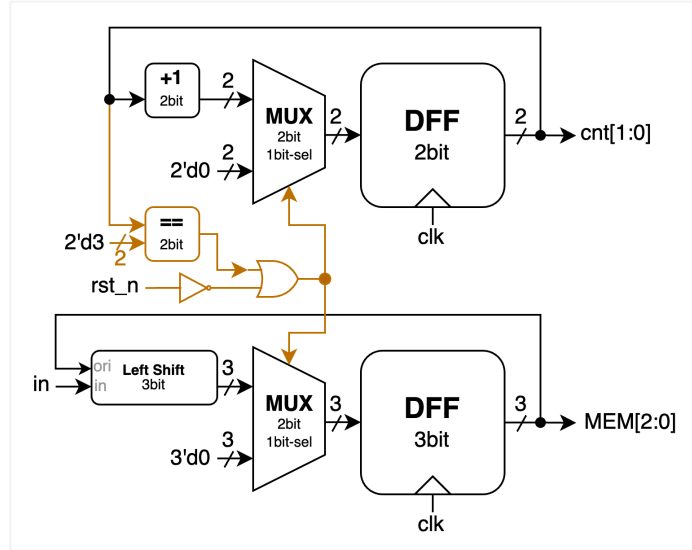 +1
2bit
2
MUX
2bit
1bit-sel
2
DFF
2bit
2
cnt[1:0]
2'd0
2
clk
==
2bit
2'd3
2
rst_n
ori
in
in
Left Shift
3bit
3
MUX
2bit
1bit-sel
3
DFF
3bit
3
MEM[2:0]
3'd0
3
clk